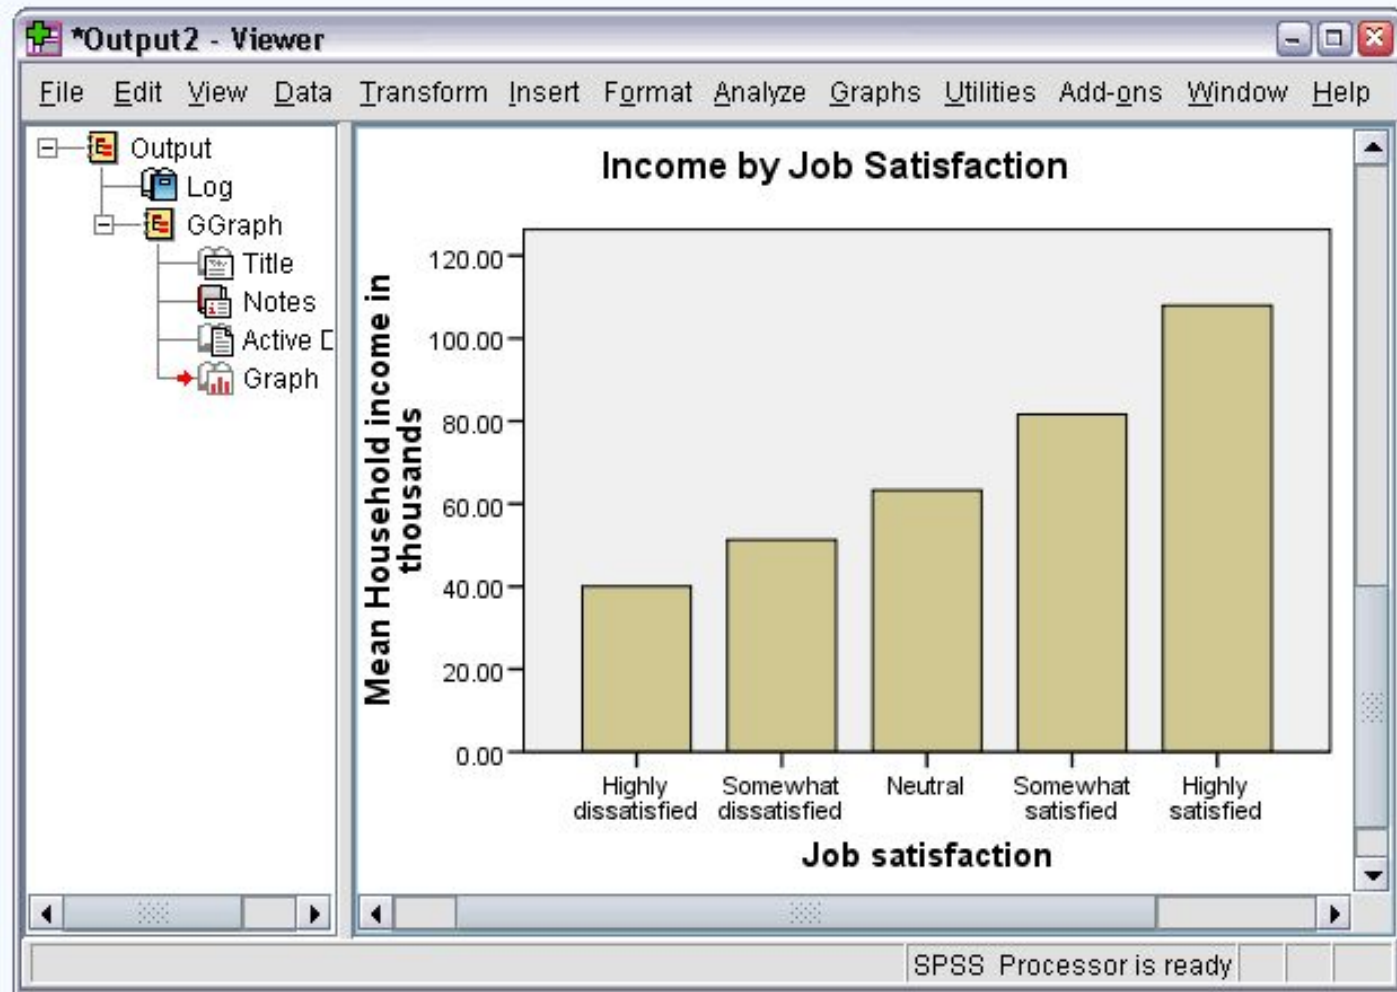 *Output2 - Viewer
File Edit View Data Transform Insert Format Analyze Graphs Utilities Add-ons Window Help
Output
Log
GGraph
Title
Notes
Active D
Graph
Income by Job Satisfaction
Mean Household income in
thousands
120.00
100.00
80.00
60.00
40.00
20.00
0.00
Highly
dissatisfied
Somewhat
dissatisfied
Neutral
Somewhat
satisfied
Highly
satisfied
Job satisfaction
SPSS Processor is ready